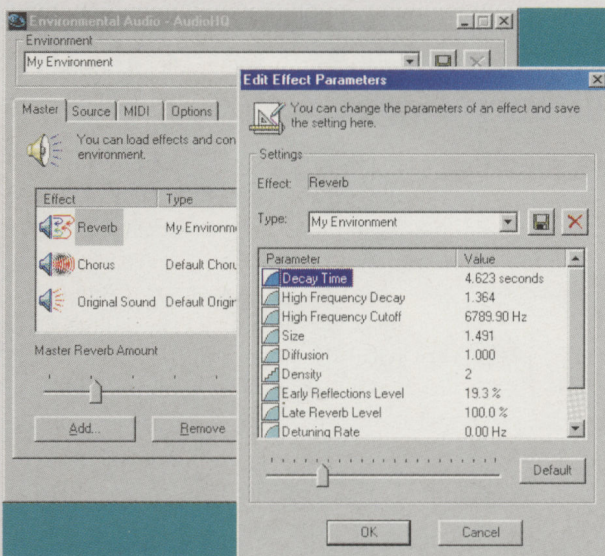 Environmental Audio - AudioHQ
Environment
My Environment
Master
Source
MIDI
Options
You can load effects and con
environment.
Effect
Type
Reverb
My Environm
Chorus
Default Choru
Original Sound
Default Origin
Master Reverb Amount
Add...
Remove
Edit Effect Parameters
You can change the parameters of an effect and save
the setting here.
Settings
Effect:
Reverb
Type:
My Environment
Parameter
Value
Decay Time
4.623 seconds
High Frequency Decay
1.364
High Frequency Cutoff
6789.90 Hz
Size
1.491
Diffusion
1.000
Density
2
Early Reflections Level
19.3 %
Late Reverb Level
100.0 %
Detuning Rate
0.00 Hz
Default
OK
Cancel